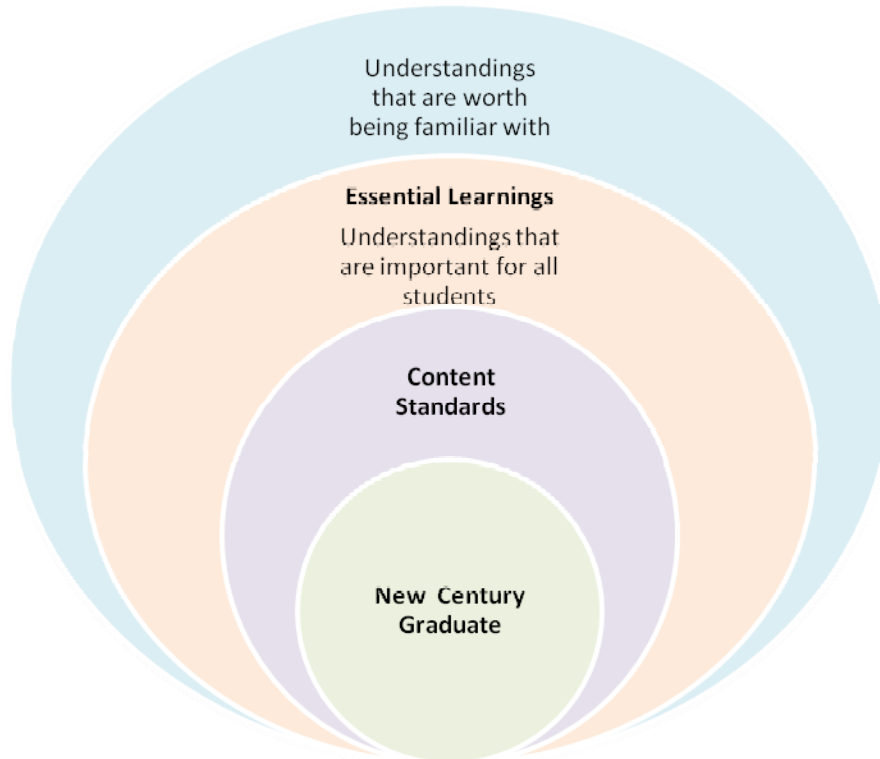 Understandings
that are worth
being familiar with
Essential Learnings
Understandings that
are important for all
students
Content
Standards
New Century
Graduate